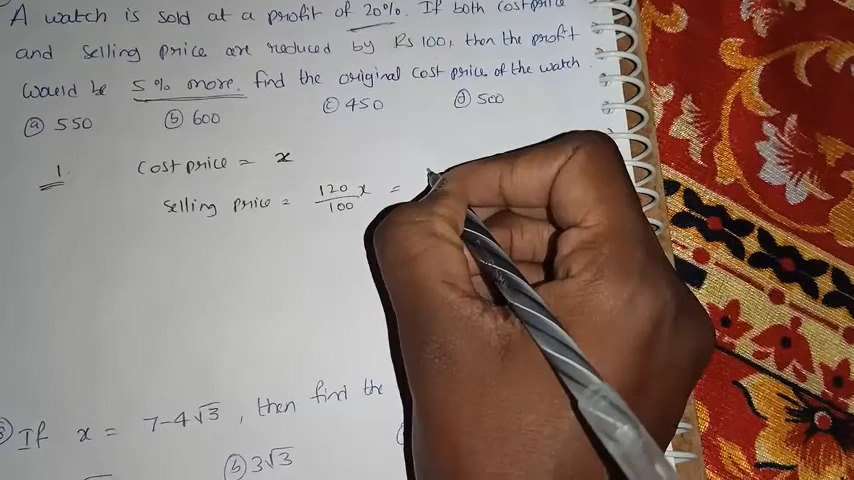 A watch is sold at a profit of 20%. If both cost price
and selling price are reduced by Rs 100, then the profit
would be 5% more. find the original cost price of the watch.
(a) 550 (b) 600 (c) 450 (d) 500
1. Cost price = x
Selling price = 120/100 x =
If x = 7-4√3, then find the
(b) 3√3